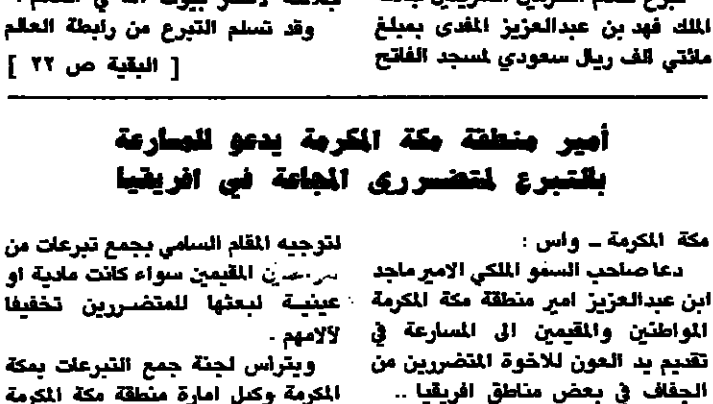 الملك فهد بن عبدالعزيز المفدى بمبلغ
مائتي الف ريال سعودي لمسجد الفاتح
وقد تسلم التبرع من رابطة العالم
[ البقية ص ٢٢ ]
أمير منطقة مكة المكرمة يدعو للمسارعة
بالتبرع لمتضسررى المجاعة في افريقيا
مكة المكرمة ـ واس :
دعا صاحب السمو الملكي الامير ماجد
ابن عبدالعزيز امير منطقة مكة المكرمة
المواطنين والمقيمين الى المسارعة في
تقديم يد العون للاخوة المتضررين من
الجفاف في بعض مناطق افريقيا ..
لتوجيه المقام السامي بجمع تبرعات من
المقيمين سواء كانت مادية او
عينيـة لبعثها للمتضـررين تخفيفا
لآلامهم .
ويترأس لجنة جمع التبرعات بمكة
المكرمة وكيل امارة منطقة مكة المكرمة